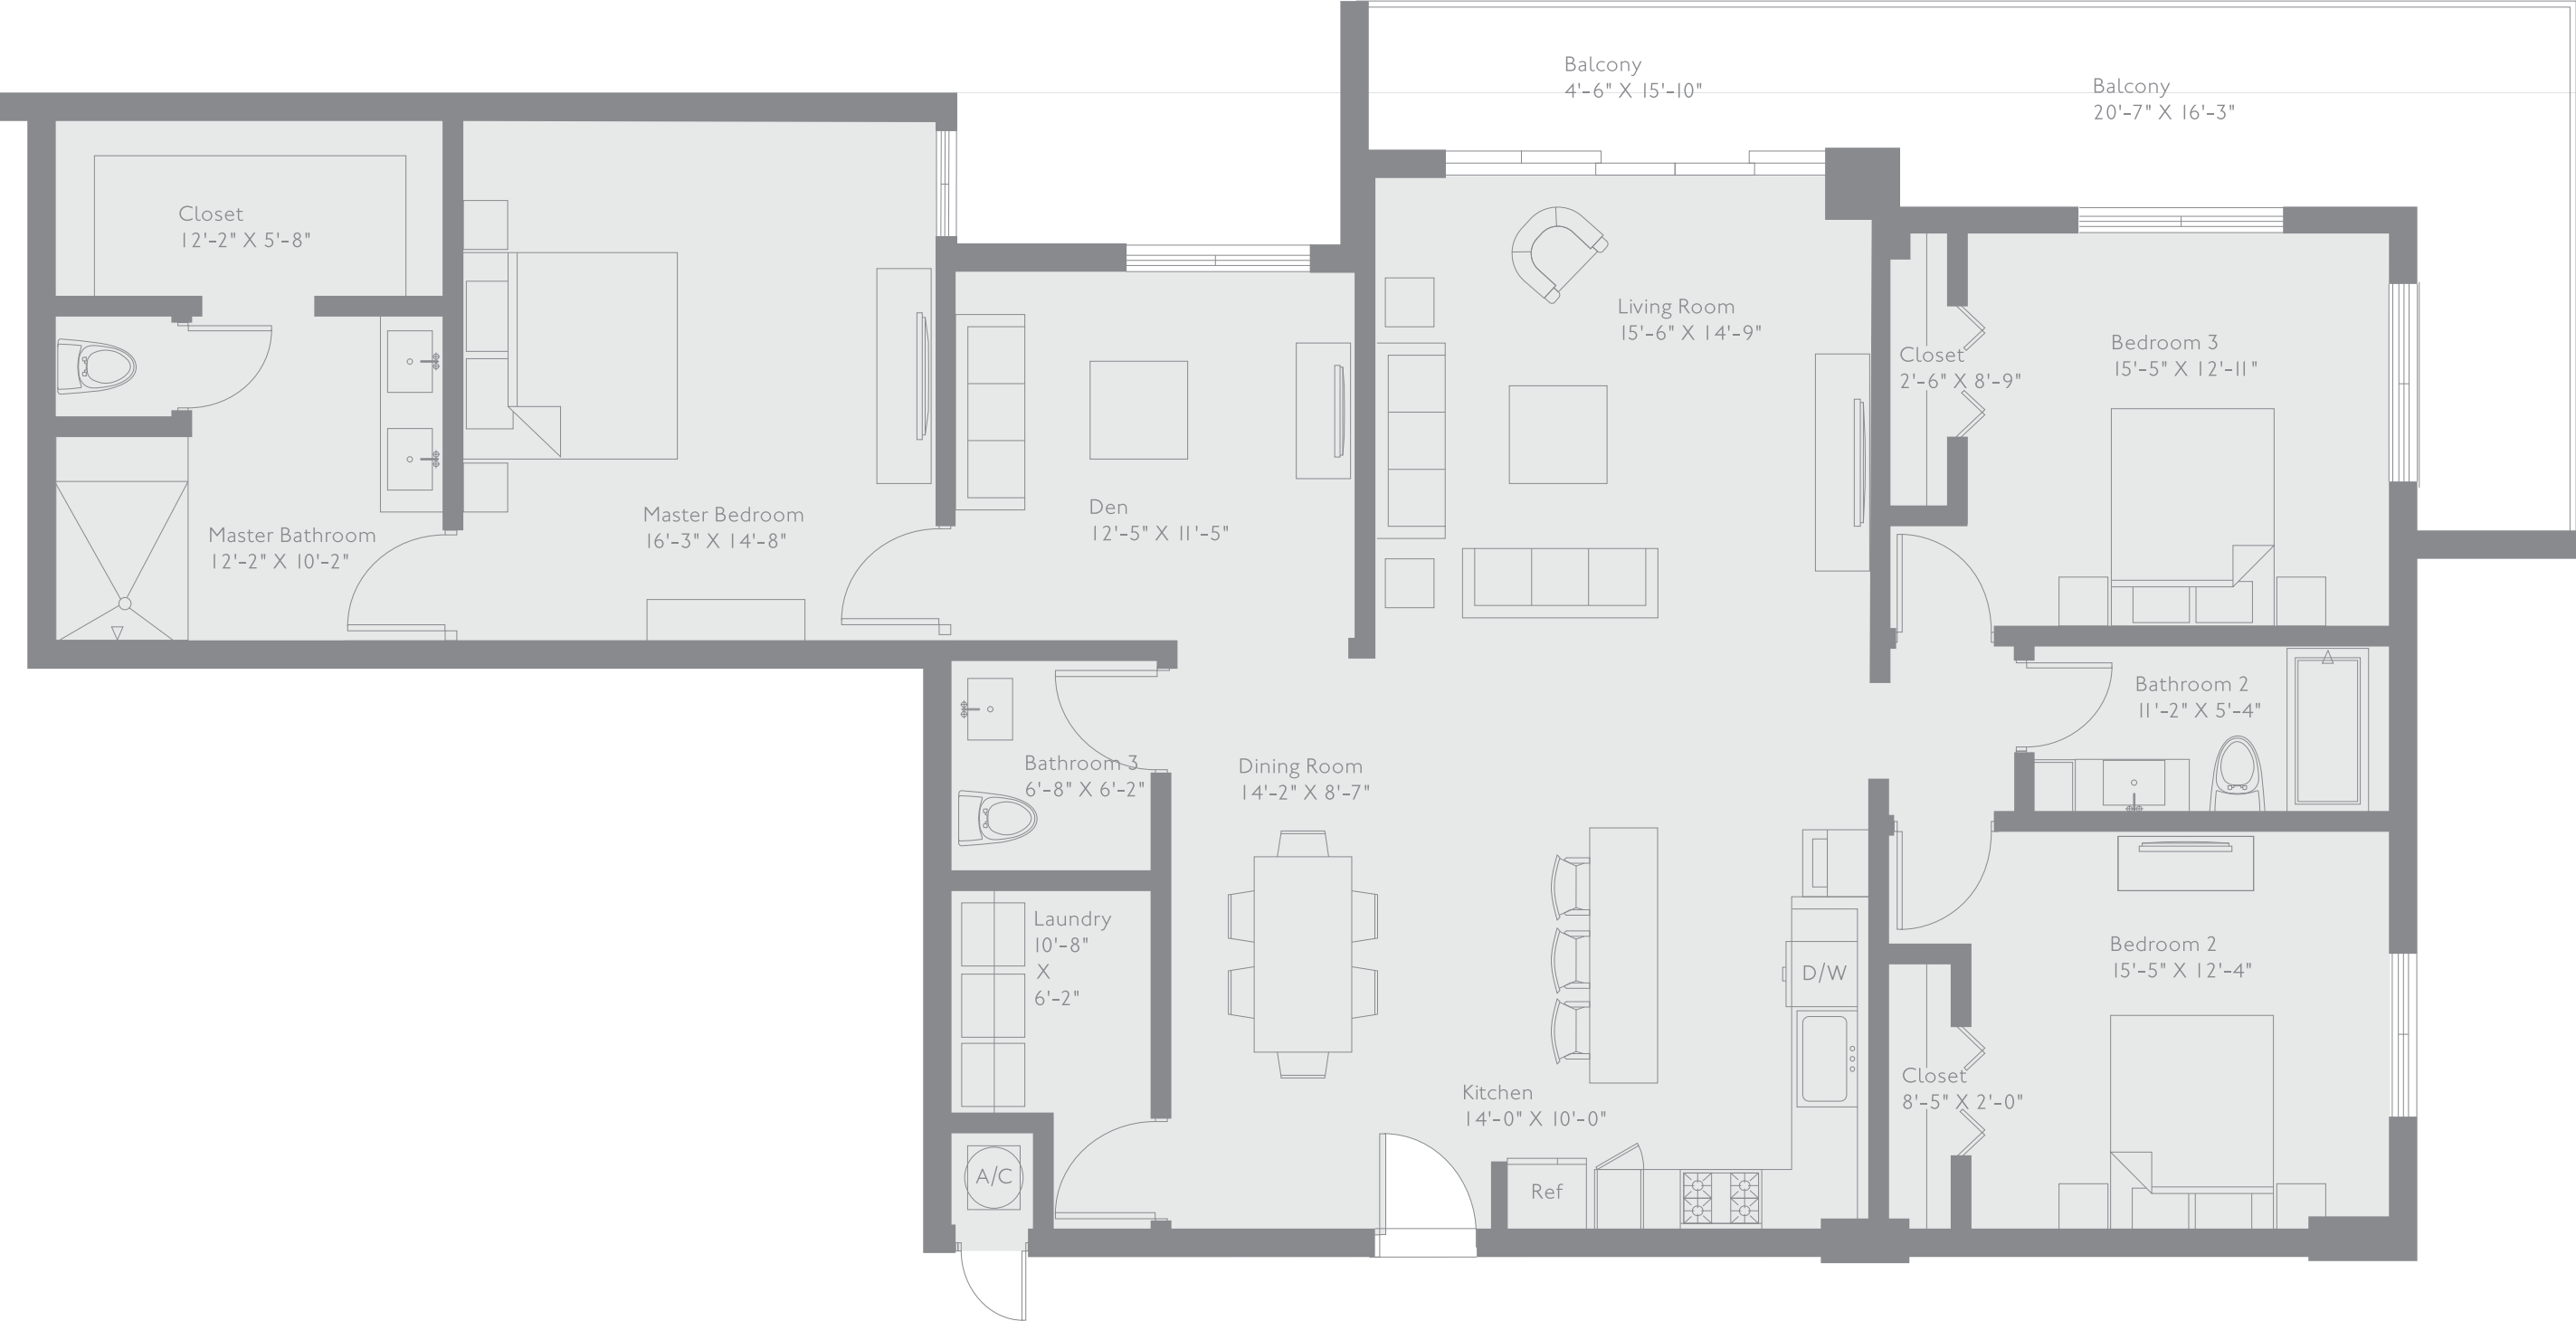 Balcony
4'-6" X 15'-10"
Balcony
20'-7" X 16'-3"
Closet
12'-2" X 5'-8"
Living Room
15'-6" X 14'-9"
Closet
2'-6" X 8'-9"
Bedroom 3
15'-5" X 12'-11"
Master Bathroom
12'-2" X 10'-2"
Master Bedroom
16'-3" X 14'-8"
Den
12'-5" X 11'-5"
Bathroom 2
11'-2" X 5'-4"
Bathroom 3
6'-8" X 6'-2"
Dining Room
14'-2" X 8'-7"
Laundry
10'-8"
X
6'-2"
D/W
Bedroom 2
15'-5" X 12'-4"
Kitchen
14'-0" X 10'-0"
Closet
8'-5" X 2'-0"
A/C
Ref